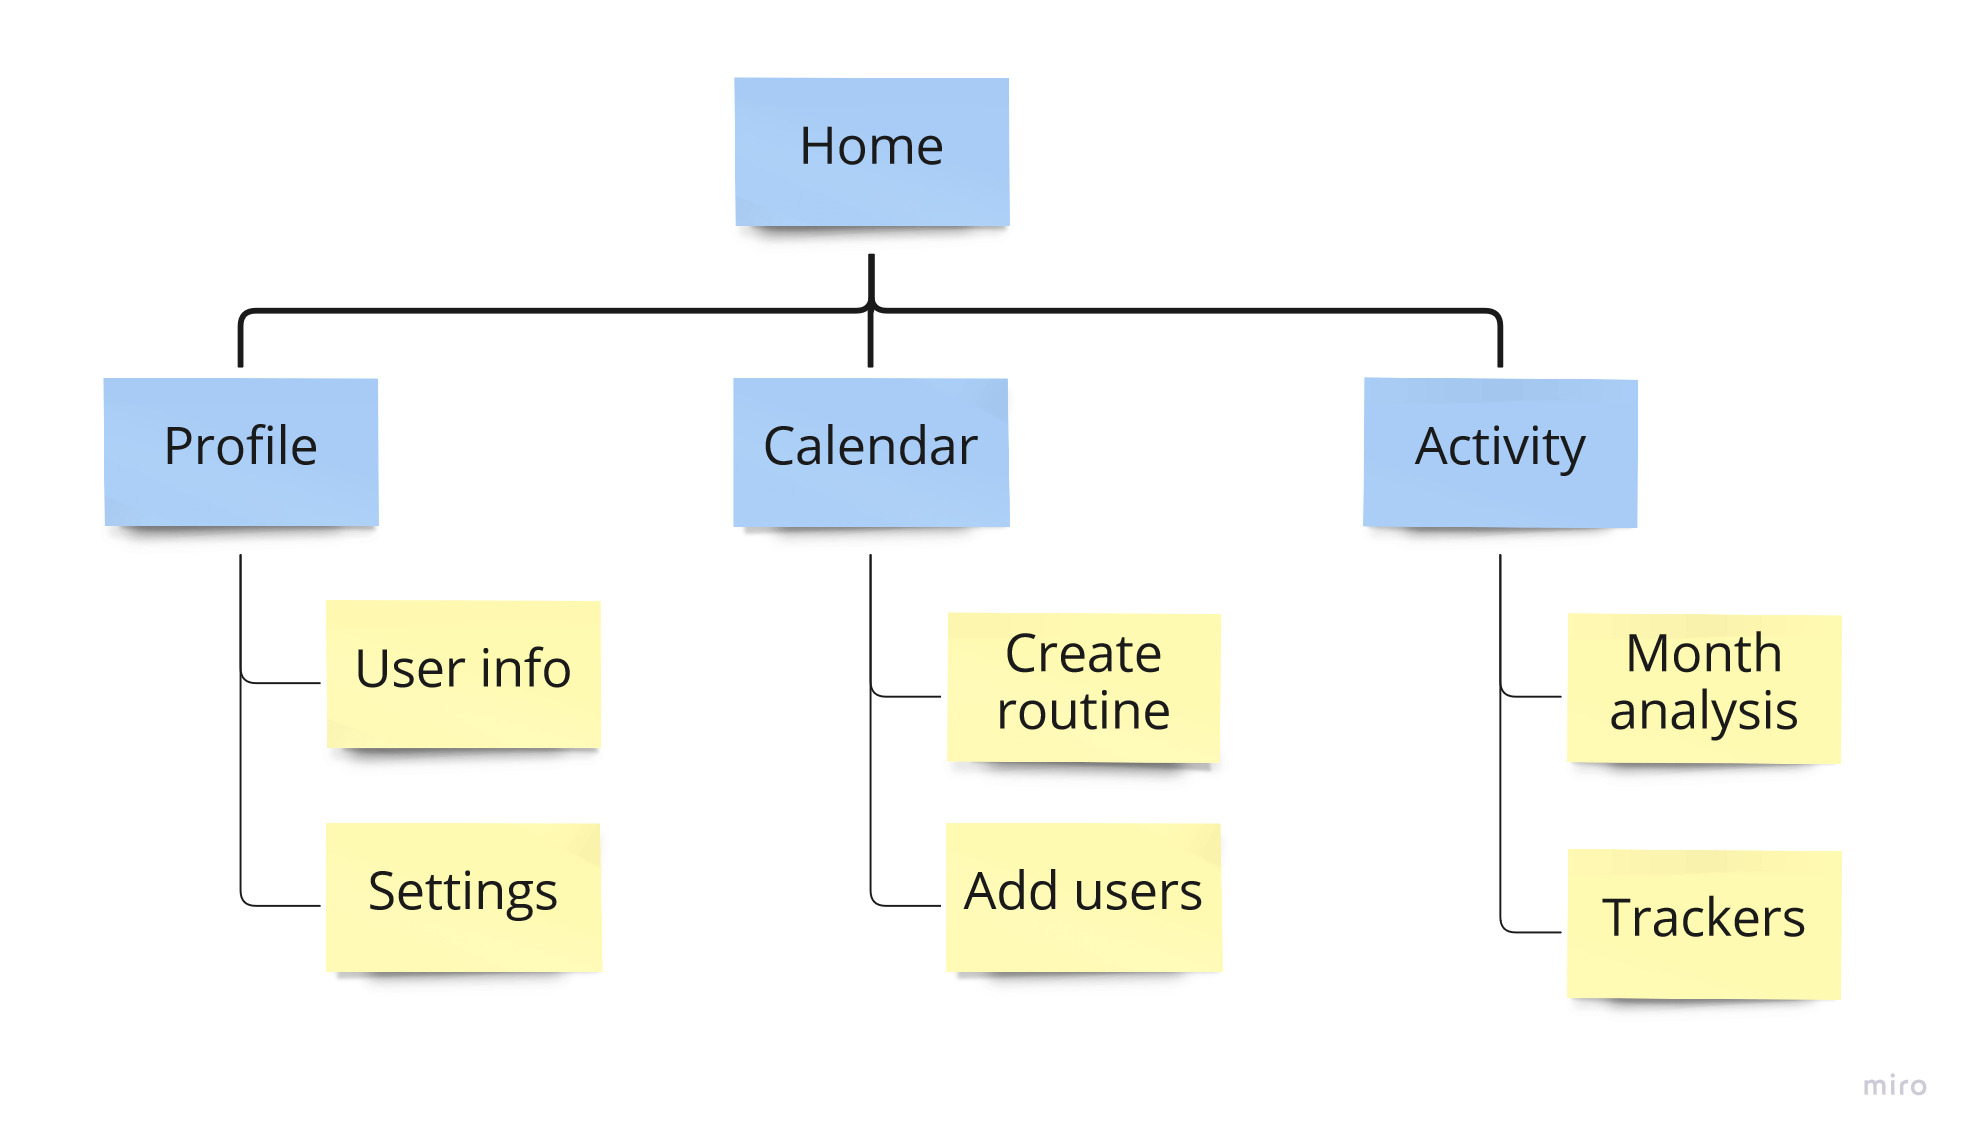 Home
Profile
Calendar
Activity
User info
Create
routine
Month
analysis
Settings
Add users
Trackers
miro